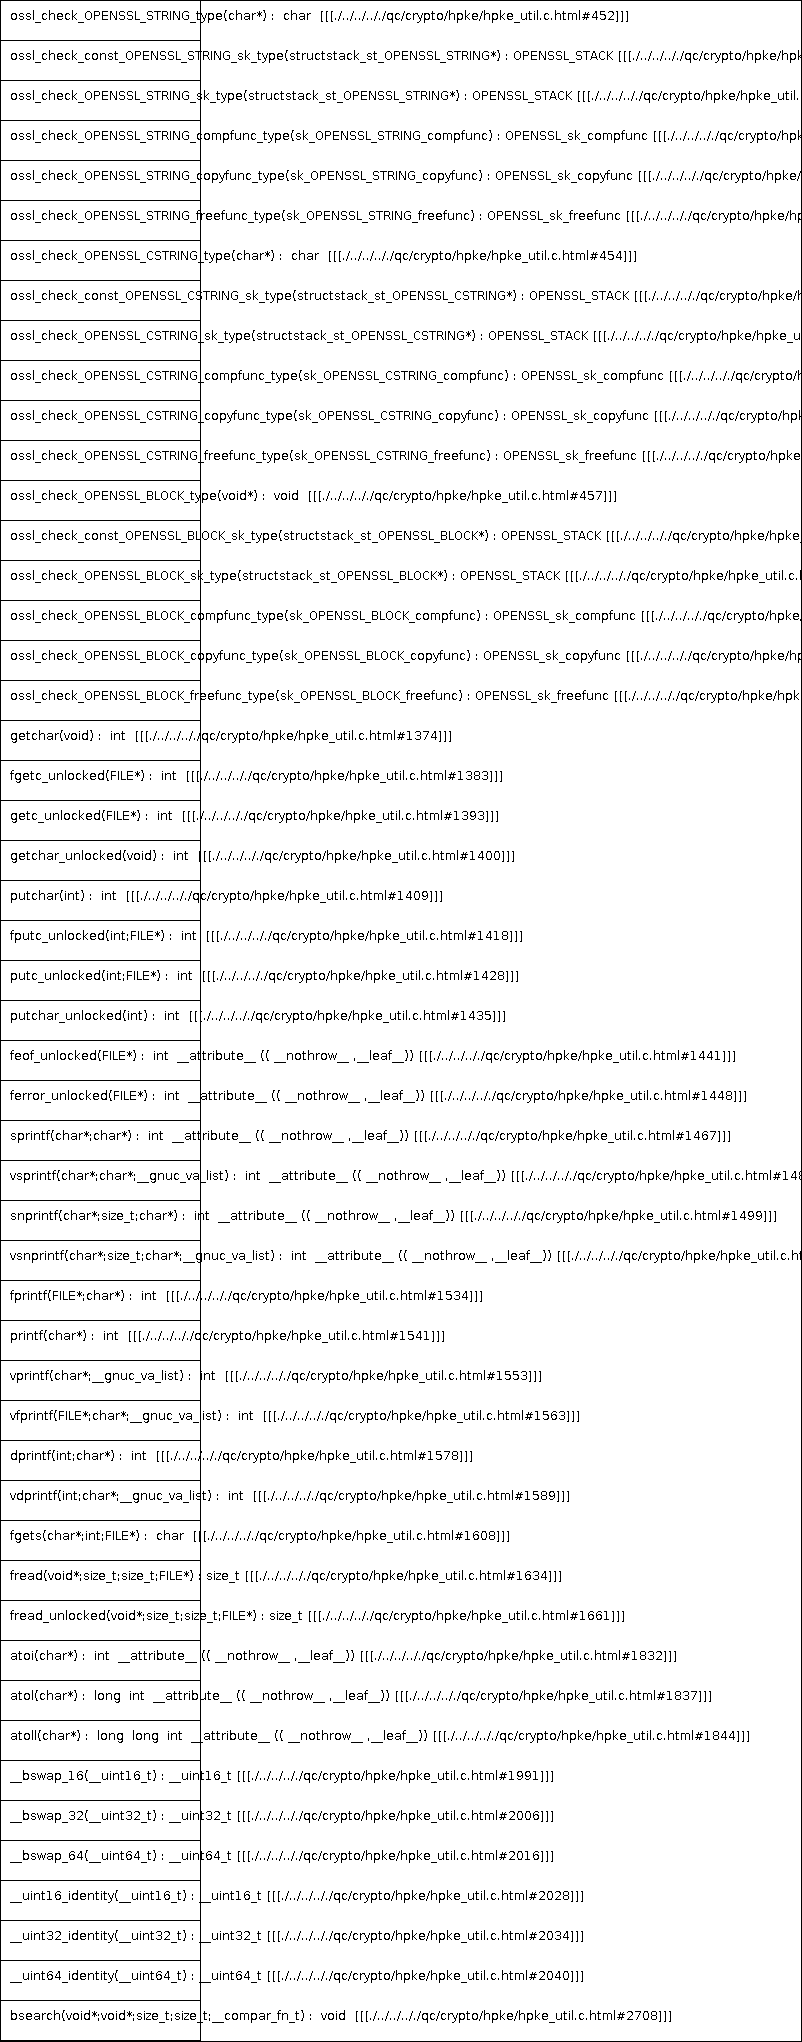 ossl_check_OPENSSL_STRING_type(char*) :  char  [[[./../../../qc/crypto/hpke/hpke_util.c.html#452]]]
ossl_check_const_OPENSSL_STRING_sk_type(structstack_st_OPENSSL_STRING*) : OPENSSL_STACK [[[./../../../qc/crypto/hpke/hpk
ossl_check_OPENSSL_STRING_sk_type(structstack_st_OPENSSL_STRING*) : OPENSSL_STACK [[[./../../../qc/crypto/hpke/hpke_util.
ossl_check_OPENSSL_STRING_compfunc_type(sk_OPENSSL_STRING_compfunc) : OPENSSL_sk_compfunc [[[./../../../qc/crypto/hpk
ossl_check_OPENSSL_STRING_copyfunc_type(sk_OPENSSL_STRING_copyfunc) : OPENSSL_sk_copyfunc [[[./../../../qc/crypto/hpke/
ossl_check_OPENSSL_STRING_freefunc_type(sk_OPENSSL_STRING_freefunc) : OPENSSL_sk_freefunc [[[./../../../qc/crypto/hpke/hp
ossl_check_OPENSSL_CSTRING_type(char*) :  char  [[[./../../../qc/crypto/hpke/hpke_util.c.html#454]]]
ossl_check_const_OPENSSL_CSTRING_sk_type(structstack_st_OPENSSL_CSTRING*) : OPENSSL_STACK [[[./../../../qc/crypto/hpke/h
ossl_check_OPENSSL_CSTRING_sk_type(structstack_st_OPENSSL_CSTRING*) : OPENSSL_STACK [[[./../../../qc/crypto/hpke/hpke_u
ossl_check_OPENSSL_CSTRING_compfunc_type(sk_OPENSSL_CSTRING_compfunc) : OPENSSL_sk_compfunc [[[./../../../qc/crypto/h
ossl_check_OPENSSL_CSTRING_copyfunc_type(sk_OPENSSL_CSTRING_copyfunc) : OPENSSL_sk_copyfunc [[[./../../../qc/crypto/hpk
ossl_check_OPENSSL_CSTRING_freefunc_type(sk_OPENSSL_CSTRING_freefunc) : OPENSSL_sk_freefunc [[[./../../../qc/crypto/hpke
ossl_check_OPENSSL_BLOCK_type(void*) :  void  [[[./../../../qc/crypto/hpke/hpke_util.c.html#457]]]
ossl_check_const_OPENSSL_BLOCK_sk_type(structstack_st_OPENSSL_BLOCK*) : OPENSSL_STACK [[[./../../../qc/crypto/hpke/hpke_
ossl_check_OPENSSL_BLOCK_sk_type(structstack_st_OPENSSL_BLOCK*) : OPENSSL_STACK [[[./../../../qc/crypto/hpke/hpke_util.c.h
ossl_check_OPENSSL_BLOCK_compfunc_type(sk_OPENSSL_BLOCK_compfunc) : OPENSSL_sk_compfunc [[[./../../../qc/crypto/hpke/
ossl_check_OPENSSL_BLOCK_copyfunc_type(sk_OPENSSL_BLOCK_copyfunc) : OPENSSL_sk_copyfunc [[[./../../../qc/crypto/hpke/hp
ossl_check_OPENSSL_BLOCK_freefunc_type(sk_OPENSSL_BLOCK_freefunc) : OPENSSL_sk_freefunc [[[./../../../qc/crypto/hpke/hpk
getchar(void) :  int  [[[./../../../qc/crypto/hpke/hpke_util.c.html#1374]]]
fgetc_unlocked(FILE*) :  int  [[[./../../../qc/crypto/hpke/hpke_util.c.html#1383]]]
getc_unlocked(FILE*) :  int  [[[./../../../qc/crypto/hpke/hpke_util.c.html#1393]]]
getchar_unlocked(void) :  int  [[[./../../../qc/crypto/hpke/hpke_util.c.html#1400]]]
putchar(int) :  int  [[[./../../../qc/crypto/hpke/hpke_util.c.html#1409]]]
fputc_unlocked(int;FILE*) :  int  [[[./../../../qc/crypto/hpke/hpke_util.c.html#1418]]]
putc_unlocked(int;FILE*) :  int  [[[./../../../qc/crypto/hpke/hpke_util.c.html#1428]]]
putchar_unlocked(int) :  int  [[[./../../../qc/crypto/hpke/hpke_util.c.html#1435]]]
feof_unlocked(FILE*) :  int  __attribute__ (( __nothrow__ ,__leaf__)) [[[./../../../qc/crypto/hpke/hpke_util.c.html#1441]]]
ferror_unlocked(FILE*) :  int  __attribute__ (( __nothrow__ ,__leaf__)) [[[./../../../qc/crypto/hpke/hpke_util.c.html#1448]]]
sprintf(char*;char*) :  int  __attribute__ (( __nothrow__ ,__leaf__)) [[[./../../../qc/crypto/hpke/hpke_util.c.html#1467]]]
vsprintf(char*;char*;__gnuc_va_list) :  int  __attribute__ (( __nothrow__ ,__leaf__)) [[[./../../../qc/crypto/hpke/hpke_util.c.html#148
snprintf(char*;size_t;char*) :  int  __attribute__ (( __nothrow__ ,__leaf__)) [[[./../../../qc/crypto/hpke/hpke_util.c.html#1499]]]
vsnprintf(char*;size_t;char*;__gnuc_va_list) :  int  __attribute__ (( __nothrow__ ,__leaf__)) [[[./../../../qc/crypto/hpke/hpke_util.c.ht
fprintf(FILE*;char*) :  int  [[[./../../../qc/crypto/hpke/hpke_util.c.html#1534]]]
printf(char*) :  int  [[[./../../../qc/crypto/hpke/hpke_util.c.html#1541]]]
vprintf(char*;__gnuc_va_list) :  int  [[[./../../../qc/crypto/hpke/hpke_util.c.html#1553]]]
vfprintf(FILE*;char*;__gnuc_va_list) :  int  [[[./../../../qc/crypto/hpke/hpke_util.c.html#1563]]]
dprintf(int;char*) :  int  [[[./../../../qc/crypto/hpke/hpke_util.c.html#1578]]]
vdprintf(int;char*;__gnuc_va_list) :  int  [[[./../../../qc/crypto/hpke/hpke_util.c.html#1589]]]
fgets(char*;int;FILE*) :  char  [[[./../../../qc/crypto/hpke/hpke_util.c.html#1608]]]
fread(void*;size_t;size_t;FILE*) : size_t [[[./../../../qc/crypto/hpke/hpke_util.c.html#1634]]]
fread_unlocked(void*;size_t;size_t;FILE*) : size_t [[[./../../../qc/crypto/hpke/hpke_util.c.html#1661]]]
atoi(char*) :  int  __attribute__ (( __nothrow__ ,__leaf__)) [[[./../../../qc/crypto/hpke/hpke_util.c.html#1832]]]
atol(char*) :  long  int  __attribute__ (( __nothrow__ ,__leaf__)) [[[./../../../qc/crypto/hpke/hpke_util.c.html#1837]]]
atoll(char*) :  long  long  int  __attribute__ (( __nothrow__ ,__leaf__)) [[[./../../../qc/crypto/hpke/hpke_util.c.html#1844]]]
__bswap_16(__uint16_t) : __uint16_t [[[./../../../qc/crypto/hpke/hpke_util.c.html#1991]]]
__bswap_32(__uint32_t) : __uint32_t [[[./../../../qc/crypto/hpke/hpke_util.c.html#2006]]]
__bswap_64(__uint64_t) : __uint64_t [[[./../../../qc/crypto/hpke/hpke_util.c.html#2016]]]
__uint16_identity(__uint16_t) : __uint16_t [[[./../../../qc/crypto/hpke/hpke_util.c.html#2028]]]
__uint32_identity(__uint32_t) : __uint32_t [[[./../../../qc/crypto/hpke/hpke_util.c.html#2034]]]
__uint64_identity(__uint64_t) : __uint64_t [[[./../../../qc/crypto/hpke/hpke_util.c.html#2040]]]
bsearch(void*;void*;size_t;size_t;__compar_fn_t) :  void  [[[./../../../qc/crypto/hpke/hpke_util.c.html#2708]]]